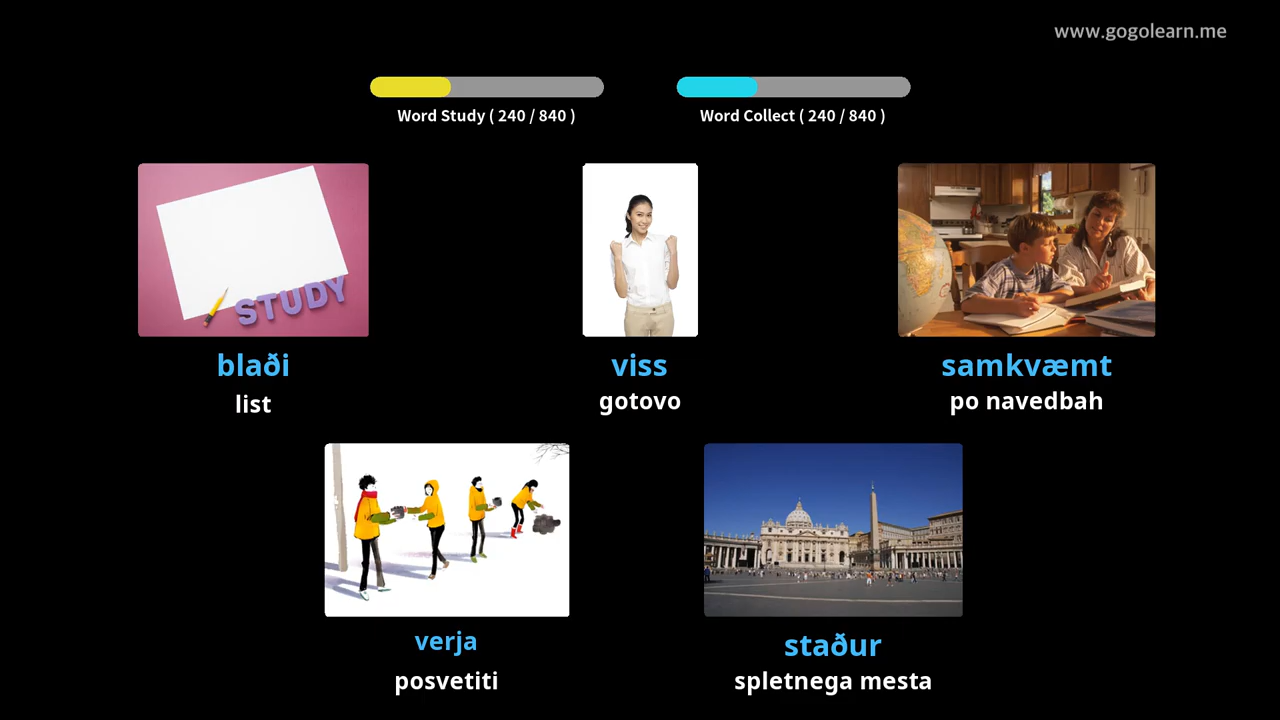 www.gogolearn.me
Word Study ( 240 / 840 )
Word Collect ( 240 / 840 )
STUDY
blaði
list
viss
gotovo
samkvæmt
po navedbah
verja
posvetiti
staður
spletnega mesta